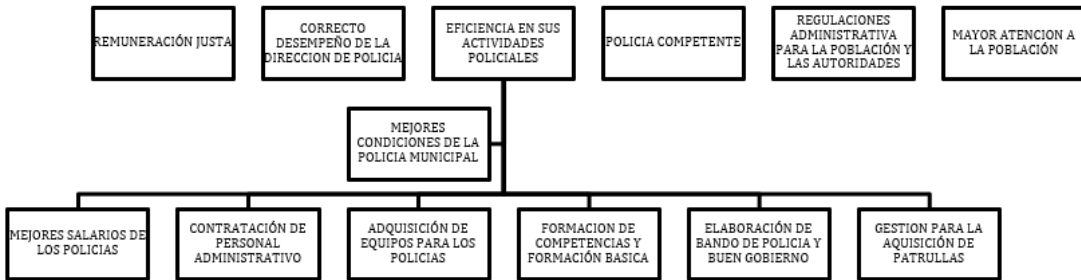 REMUNERACIÓN JUSTA
CORRECTO
DESEMPEÑO DE LA
DIRECCION DE POLICIA
EFICIENCIA EN SUS
ACTIVIDADES
POLICIALES
POLICIA COMPETENTE
REGULACIONES
ADMINISTRATIVA
PARA LA POBLACIÓN Y
LAS AUTORIDADES
MAYOR ATENCION A
LA POBLACIÓN
MEJORES
CONDICIONES DE LA
POLICIA MUNICIPAL
MEJORES SALARIOS DE
LOS POLICIAS
CONTRATACIÓN DE
PERSONAL
ADMINISTRATIVO
ADQUISICIÓN DE
EQUIPOS PARA LOS
POLICIAS
FORMACION DE
COMPETENCIAS Y
FORMACIÓN BASICA
ELABORACIÓN DE
BANDO DE POLICIA Y
BUEN GOBIERNO
GESTION PARA LA
AQUISICIÓN DE
PATRULLAS